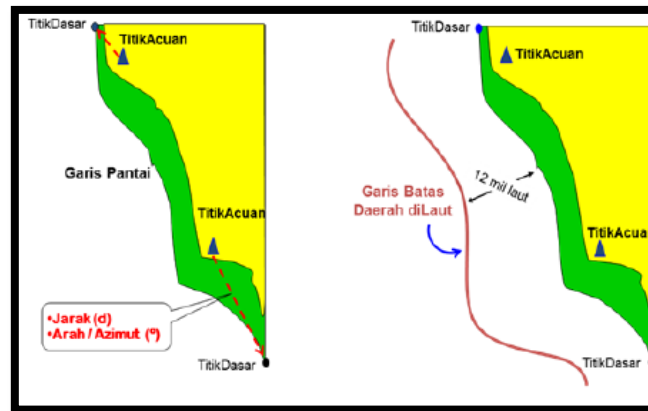 TitikDasar
TitikAcuan
Garis Pantai
TitikAcuan
•Jarak (d)
•Arah / Azimut (º)
TitikDasar
TitikDasar
TitikAcuan
12 mil laut
Garis Batas
Daerah diLaut
TitikAcua
TitikDasar